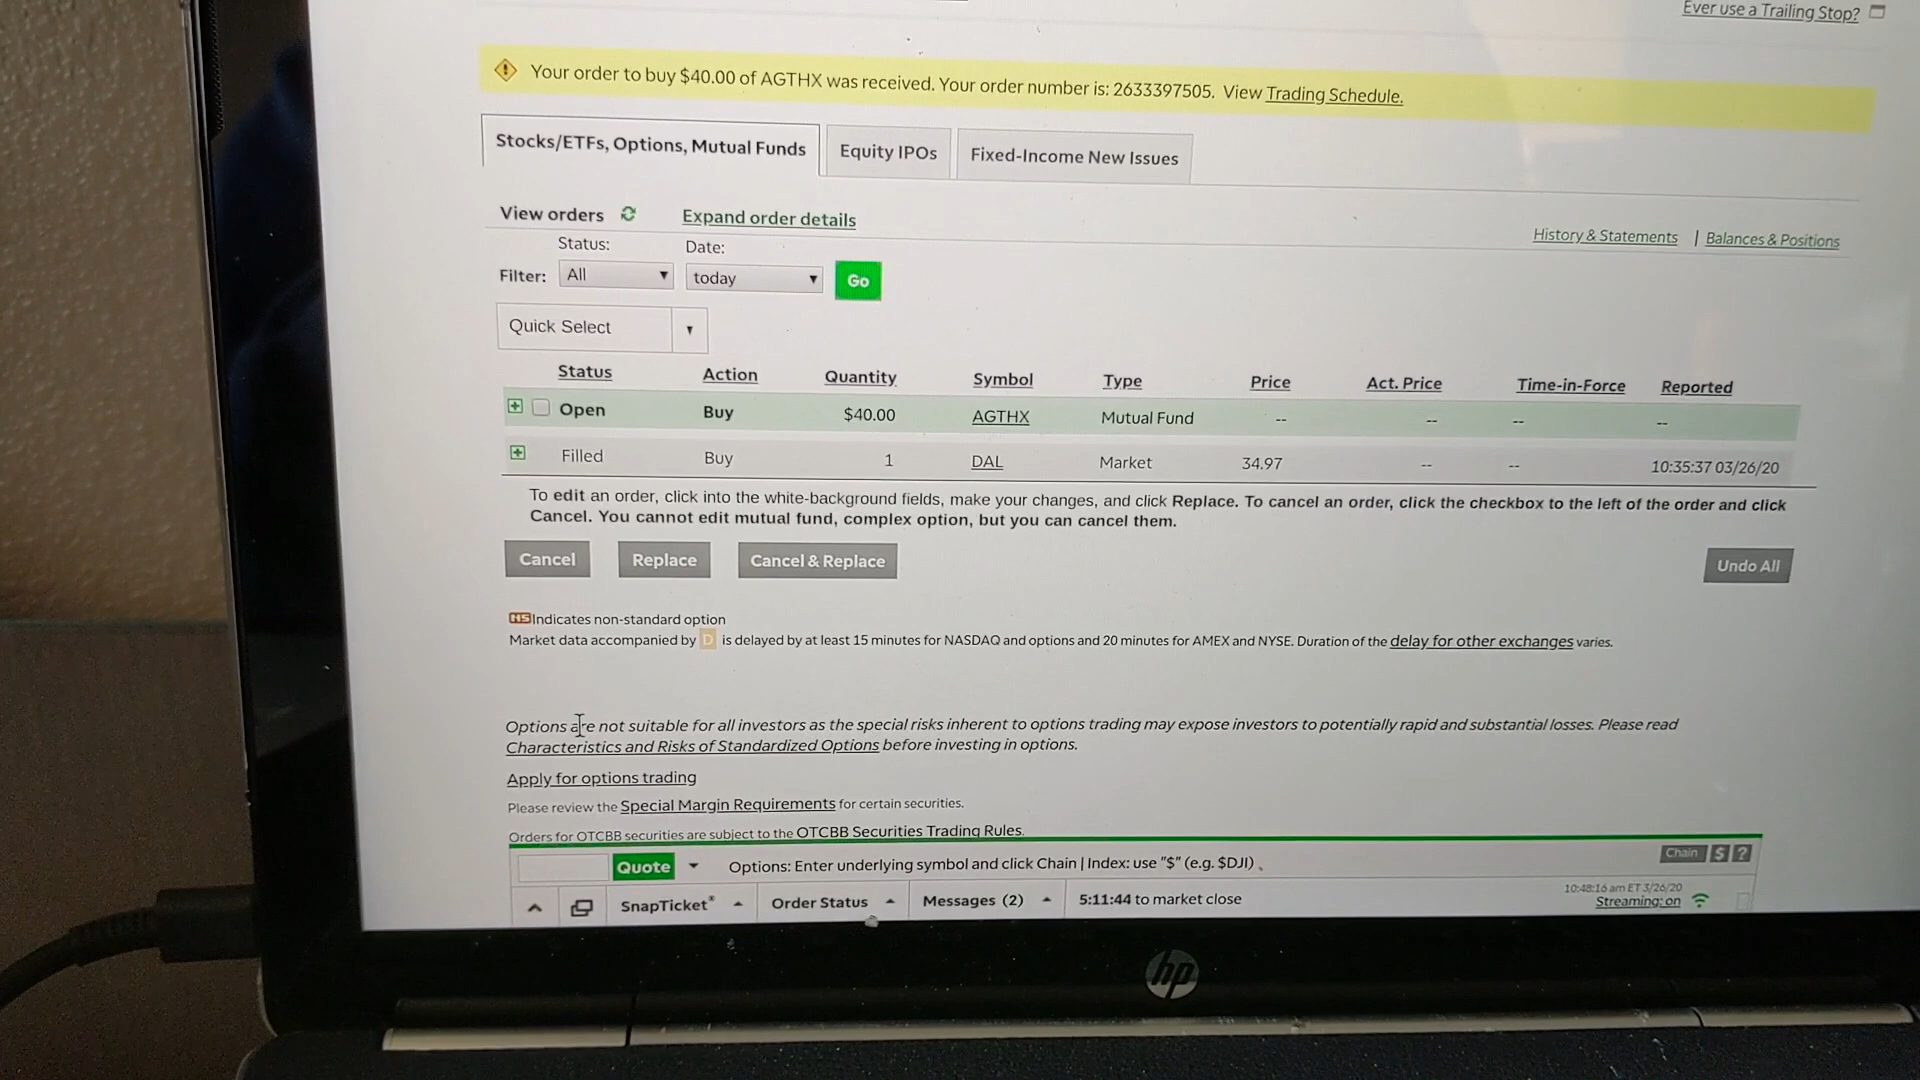 Ever use a Trailing Stop?
Your order to buy $40.00 of AGTHX was received. Your order number is: 2633397505. View Trading Schedule.
Stocks/ETFs, Options, Mutual Funds Equity IPOs Fixed-Income New Issues
View orders Expand order details
History & Statements | Balances & Positions
Status: Date:
Filter: All today Go
Quick Select
Status Action Quantity Symbol Type Price Act. Price Time-in-Force Reported
Open Buy $40.00 AGTHX Mutual Fund -- -- -- --
Filled Buy 1 DAL Market 34.97 -- -- 10:35:37 03/26/20
To edit an order, click into the white-background fields, make your changes, and click Replace. To cancel an order, click the checkbox to the left of the order and click
Cancel. You cannot edit mutual fund, complex option, but you can cancel them.
Cancel Replace Cancel & Replace Undo All
NS Indicates non-standard option
Market data accompanied by D is delayed by at least 15 minutes for NASDAQ and options and 20 minutes for AMEX and NYSE. Duration of the delay for other exchanges varies.
Options are not suitable for all investors as the special risks inherent to options trading may expose investors to potentially rapid and substantial losses. Please read
Characteristics and Risks of Standardized Options before investing in options.
Apply for options trading
Please review the Special Margin Requirements for certain securities.
Orders for OTCBB securities are subject to the OTCBB Securities Trading Rules.
Quote Options: Enter underlying symbol and click Chain | Index: use "$" (e.g. $DJI) Chain $ ?
SnapTicket® Order Status Messages (2) 5:11:44 to market close
10:48:16 am ET 3/26/20
Streaming: on
hp